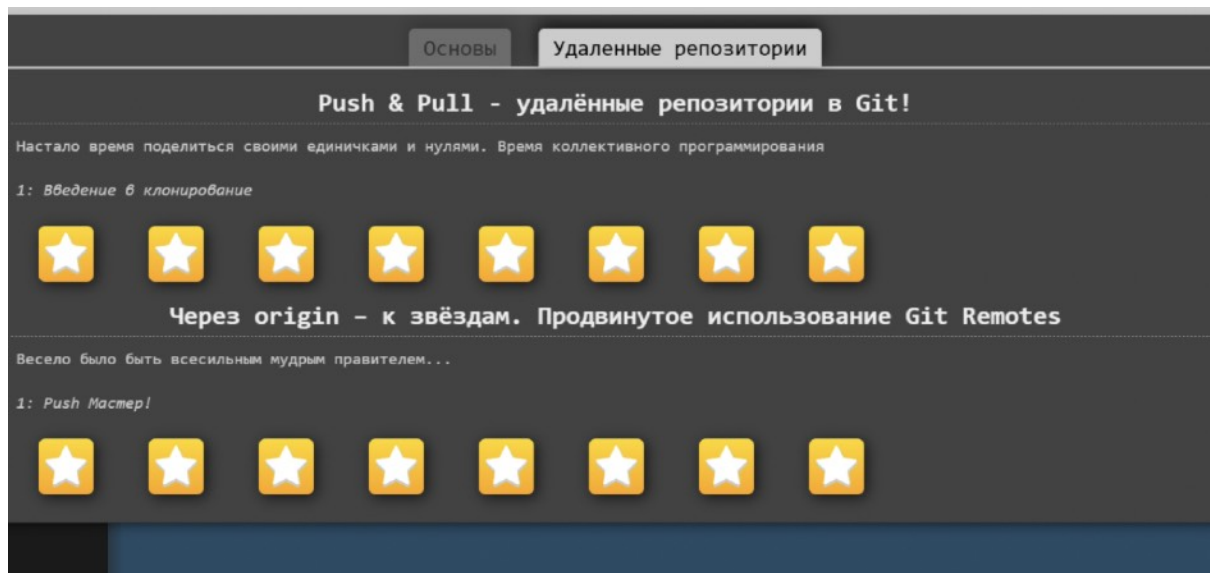 Основы
Удаленные репозитории
Push & Pull - удалённые репозитории в Git!
Настало время поделиться своими единичками и нулями. Время коллективного программирования
1: Введение в клонирование
Через origin – к звёздам. Продвинутое использование Git Remotes
Весело было быть всесильным мудрым правителем...
1: Push Мастер!